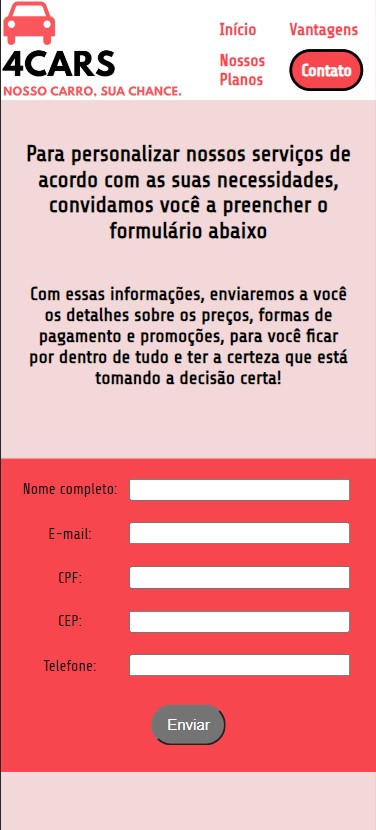 4CARS
NOSSO CARRO, SUA CHANCE.
Início
Vantagens
Nossos
Planos
Contato
Para personalizar nossos serviços de
acordo com as suas necessidades,
convidamos você a preencher o
formulário abaixo
Com essas informações, enviaremos a você
os detalhes sobre os preços, formas de
pagamento e promoções, para você ficar
por dentro de tudo e ter a certeza que está
tomando a decisão certa!
Nome completo:
E-mail:
CPF:
CEP:
Telefone:
Enviar